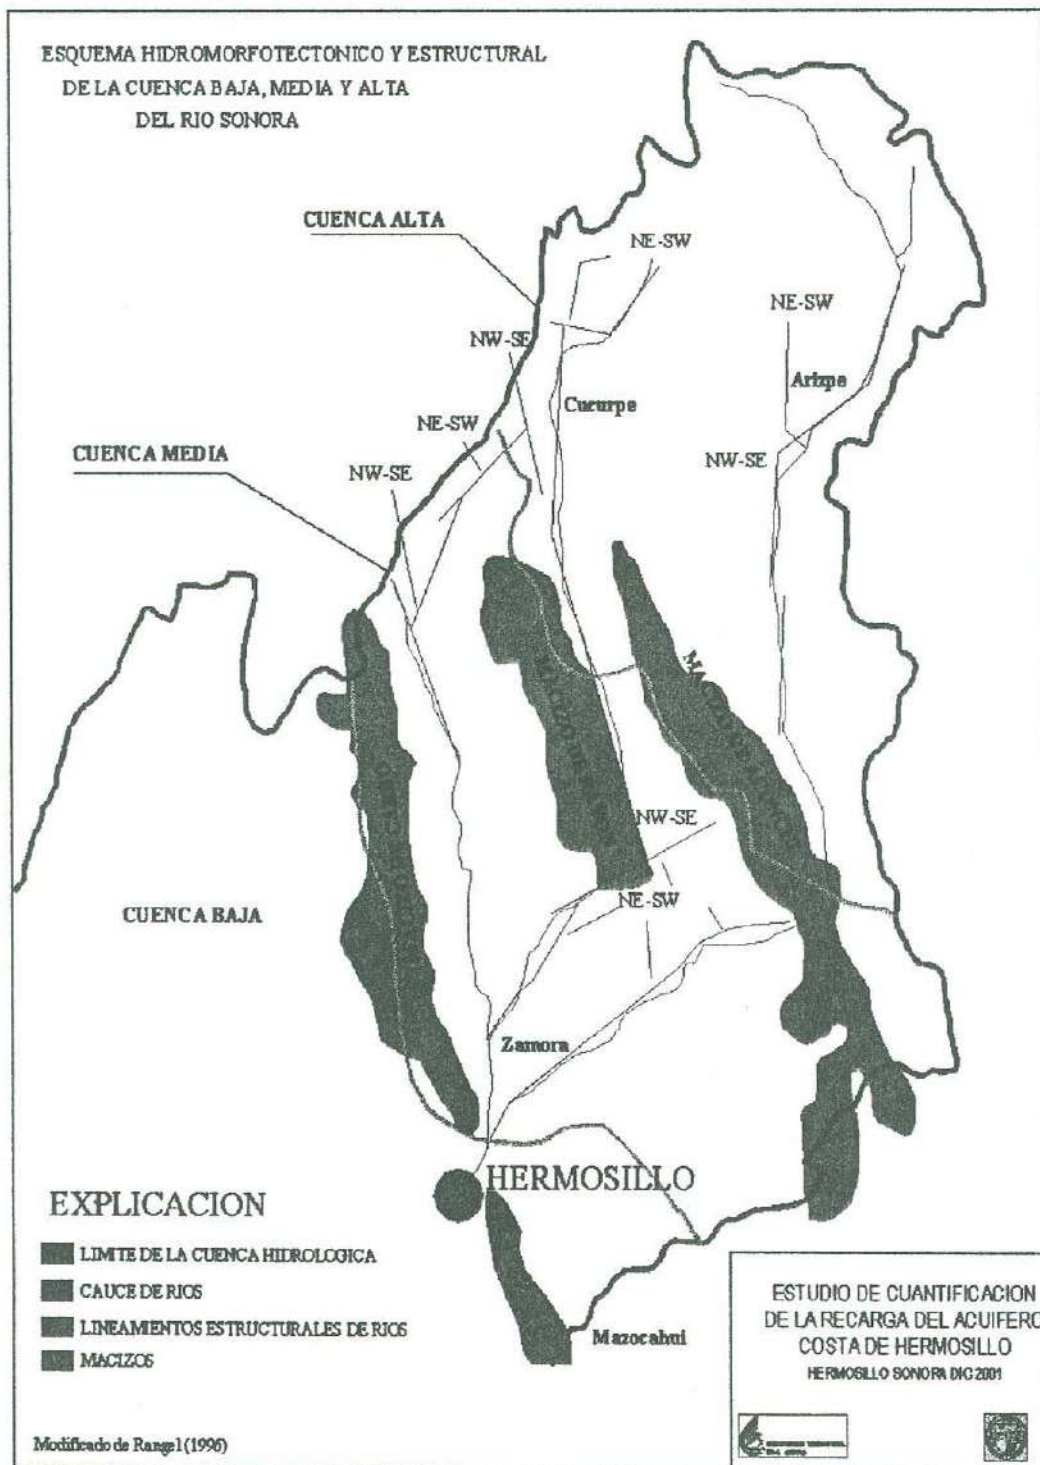 ESQUEMA HIDROMORFOTECTONICO Y ESTRUCTURAL
DE LA CUENCA BAJA, MEDIA Y ALTA
DEL RIO SONORA
CUENCA ALTA
NE-SW
NE-SW
NW-SE
Arizpe
Cucurpe
NE-SW
CUENCA MEDIA
NW-SE
NW-SE
MACIZO
MACIZO DE
NW-SE
NE-SW
CUENCA BAJA
Zamora
HERMOSILLO
EXPLICACION
LIMITE DE LA CUENCA HIDROLOGICA
CAUCE DE RIOS
LINEAMIENTOS ESTRUCTURALES DE RIOS
MACIZOS
Mazocahui
ESTUDIO DE CUANTIFICACION
DE LA RECARGA DEL ACUIFERO
COSTA DE HERMOSILLO
HERMOSILLO SONORA DIC 2001
Modificado de Rangel (1996)